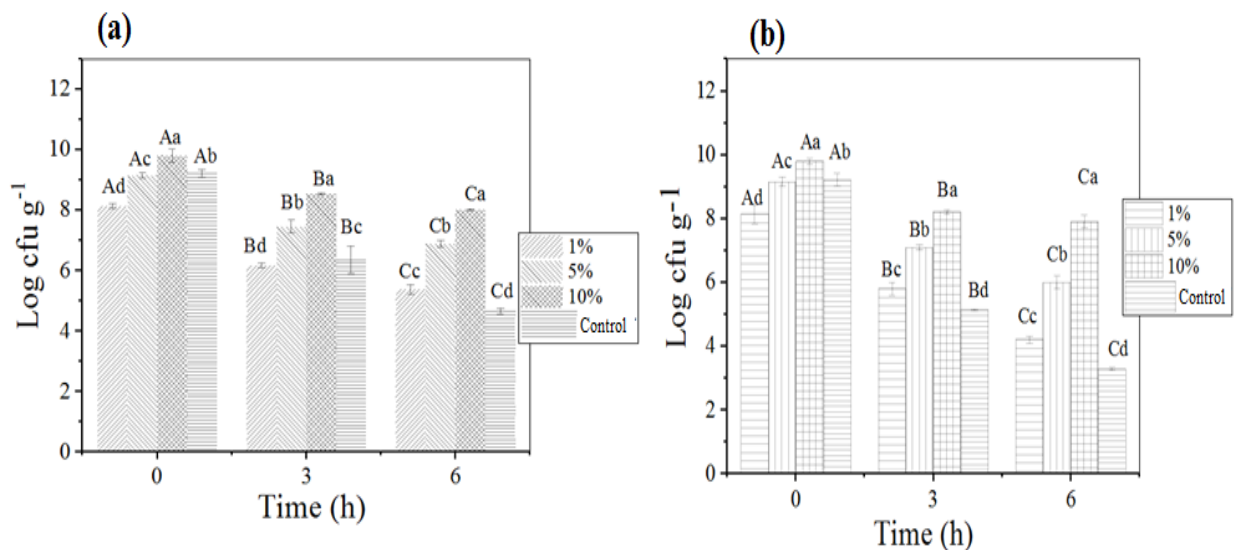 (a)
12
10
8
6
4
2
0
Log cfu g-1
Ad
Ac
Aa
Ab
Bd
Bb
Ba
Bc
Cc
Cb
Ca
Cd
0
3
6
Time (h)
1%
5%
10%
Control
(b)
12
10
8
6
4
2
0
Log cfu g-1
Ad
Ac
Aa
Ab
Bc
Bb
Ba
Bd
Cc
Cb
Ca
Cd
0
3
6
Time (h)
1%
5%
10%
Control